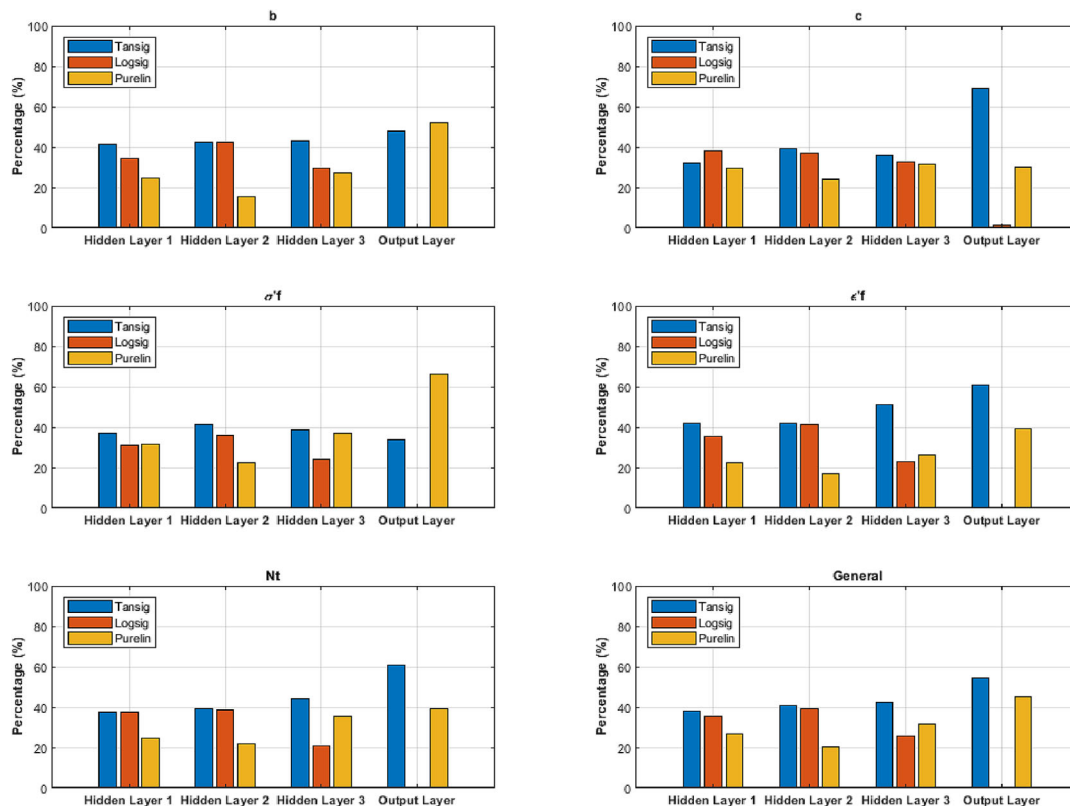 b
100
80
60
40
20
0
Percentage (%)
Tansig
Logsig
Purelin
Hidden Layer 1 Hidden Layer 2 Hidden Layer 3 Output Layer
c
100
80
60
40
20
0
Percentage (%)
Tansig
Logsig
Purelin
Hidden Layer 1 Hidden Layer 2 Hidden Layer 3 Output Layer
σ'f
100
80
60
40
20
0
Percentage (%)
Tansig
Logsig
Purelin
Hidden Layer 1 Hidden Layer 2 Hidden Layer 3 Output Layer
ϵ'f
100
80
60
40
20
0
Percentage (%)
Tansig
Logsig
Purelin
Hidden Layer 1 Hidden Layer 2 Hidden Layer 3 Output Layer
Nt
100
80
60
40
20
0
Percentage (%)
Tansig
Logsig
Purelin
Hidden Layer 1 Hidden Layer 2 Hidden Layer 3 Output Layer
General
100
80
60
40
20
0
Percentage (%)
Tansig
Logsig
Purelin
Hidden Layer 1 Hidden Layer 2 Hidden Layer 3 Output Layer